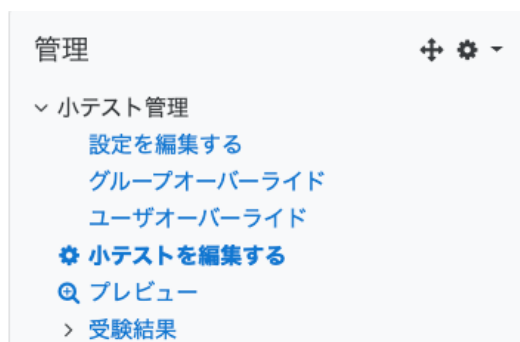 管理
小テスト管理
設定を編集する
グループオーバーライド
ユーザオーバーライド
小テストを編集する
プレビュー
受験結果